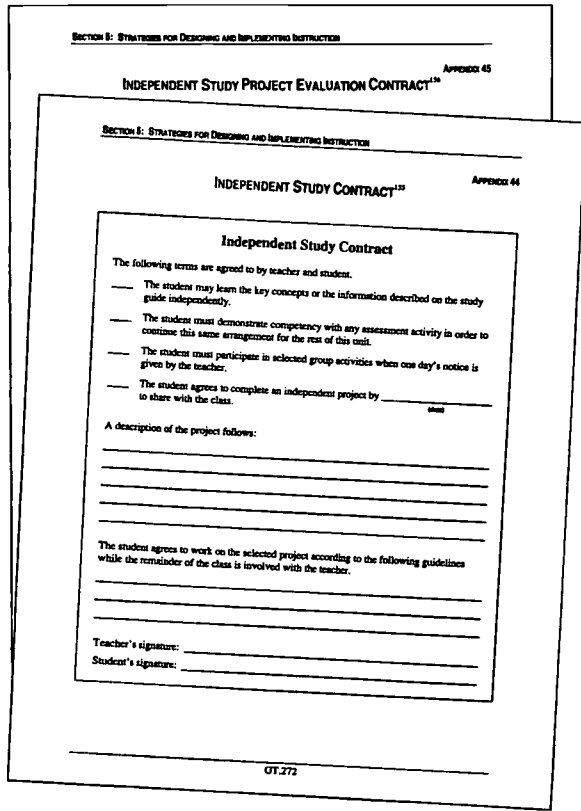 SECTION 5: STRATEGIES FOR DESIGNING AND IMPLEMENTING INSTRUCTION
APPENDIX 45
INDEPENDENT STUDY PROJECT EVALUATION CONTRACT156
SECTION 5: STRATEGIES FOR DESIGNING AND IMPLEMENTING INSTRUCTION
APPENDIX 44
INDEPENDENT STUDY CONTRACT155
Independent Study Contract
The following terms are agreed to by teacher and student.
The student may learn the key concepts or the information described on the study
guide independently.
The student must demonstrate competency with any assessment activity in order to
continue this same arrangement for the rest of this unit.
The student must participate in selected group activities when one day's notice is
given by the teacher.
The student agrees to complete an independent project by
(date)
to share with the class.
A description of the project follows:
The student agrees to work on the selected project according to the following guidelines
while the remainder of the class is involved with the teacher.
Teacher's signature:
Student's signature:
GT.272